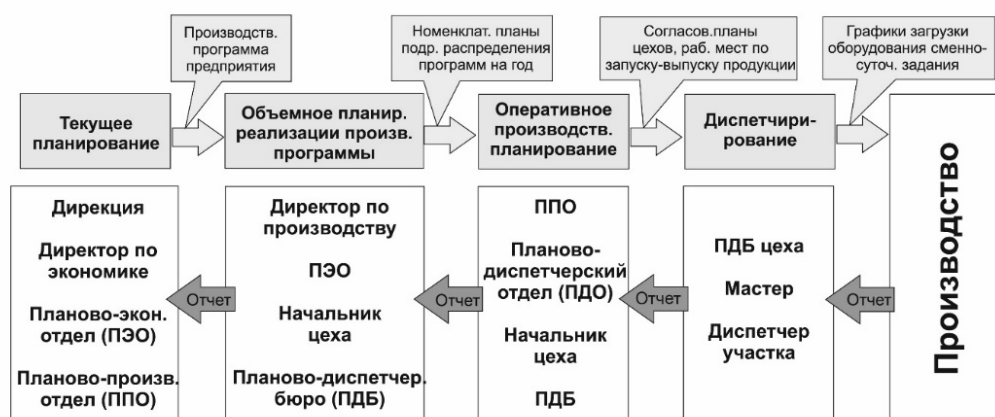 Производств.
программа
предприятия
Номенклат. планы
подр. распределения
программ на год
Согласов.планы
цехов, раб. мест по
запуску-выпуску продукции
Графики загрузки
оборудования сменно-
суточ. задания
Текущее
планирование
Объемное планир.
реализации произв.
программы
Оперативное
производств.
планирование
Диспетчири-
рование
Производство
Дирекция
Директор по
экономике
Планово-экон.
отдел (ПЭО)
Планово-произв.
отдел (ППО)
Отчет
Директор по
производству
ПЭО
Начальник
цеха
Планово-диспетчер.
бюро (ПДБ)
Отчет
ППО
Планово-
диспетчерский
отдел (ПДО)
Начальник
цеха
ПДБ
Отчет
ПДБ цеха
Мастер
Диспетчер
участка
Отчет